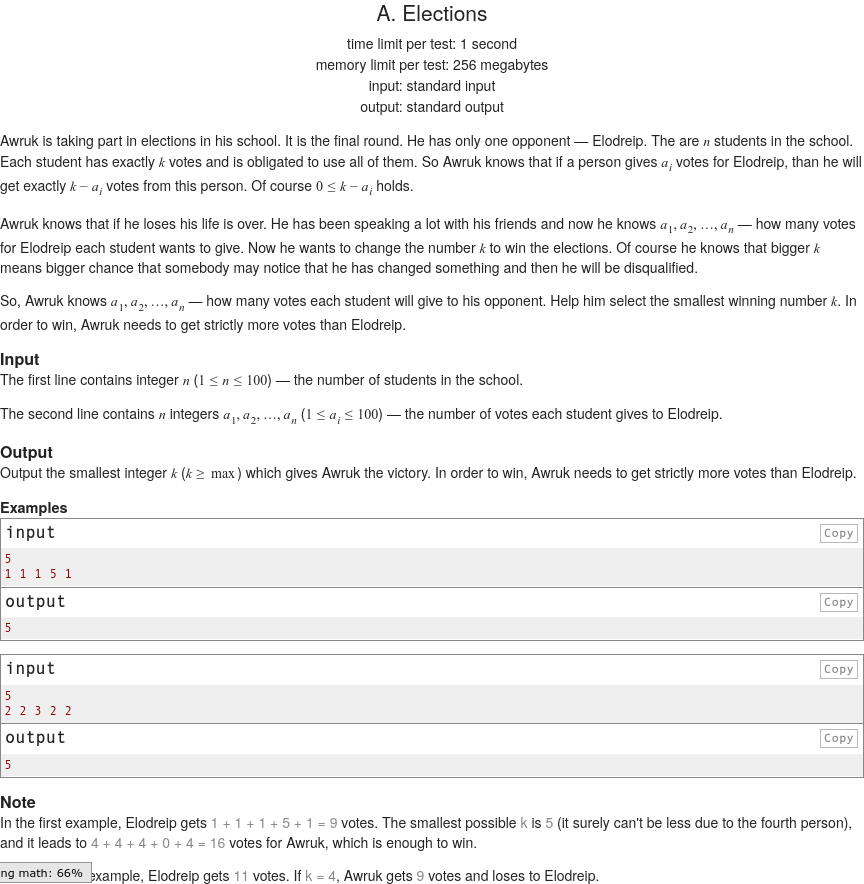 A. Elections
time limit per test: 1 second
memory limit per test: 256 megabytes
input: standard input
output: standard output
Awruk is taking part in elections in his school. It is the final round. He has only one opponent — Elodreip. The are n students in the school.
Each student has exactly k votes and is obligated to use all of them. So Awruk knows that if a person gives a_i votes for Elodreip, than he will
get exactly k − a_i votes from this person. Of course 0 ≤ k − a_i holds.
Awruk knows that if he loses his life is over. He has been speaking a lot with his friends and now he knows a_1, a_2, …, a_n — how many votes
for Elodreip each student wants to give. Now he wants to change the number k to win the elections. Of course he knows that bigger k
means bigger chance that somebody may notice that he has changed something and then he will be disqualified.
So, Awruk knows a_1, a_2, …, a_n — how many votes each student will give to his opponent. Help him select the smallest winning number k. In
order to win, Awruk needs to get strictly more votes than Elodreip.
Input
The first line contains integer n (1 ≤ n ≤ 100) — the number of students in the school.
The second line contains n integers a_1, a_2, …, a_n (1 ≤ a_i ≤ 100) — the number of votes each student gives to Elodreip.
Output
Output the smallest integer k (k ≥ max) which gives Awruk the victory. In order to win, Awruk needs to get strictly more votes than Elodreip.
Examples
input Copy
5
1 1 1 5 1
output Copy
5
input Copy
5
2 2 3 2 2
output Copy
5
Note
In the first example, Elodreip gets 1 + 1 + 1 + 5 + 1 = 9 votes. The smallest possible k is 5 (it surely can't be less due to the fourth person),
and it leads to 4 + 4 + 4 + 0 + 4 = 16 votes for Awruk, which is enough to win.
ng math: 66% example, Elodreip gets 11 votes. If k = 4, Awruk gets 9 votes and loses to Elodreip.